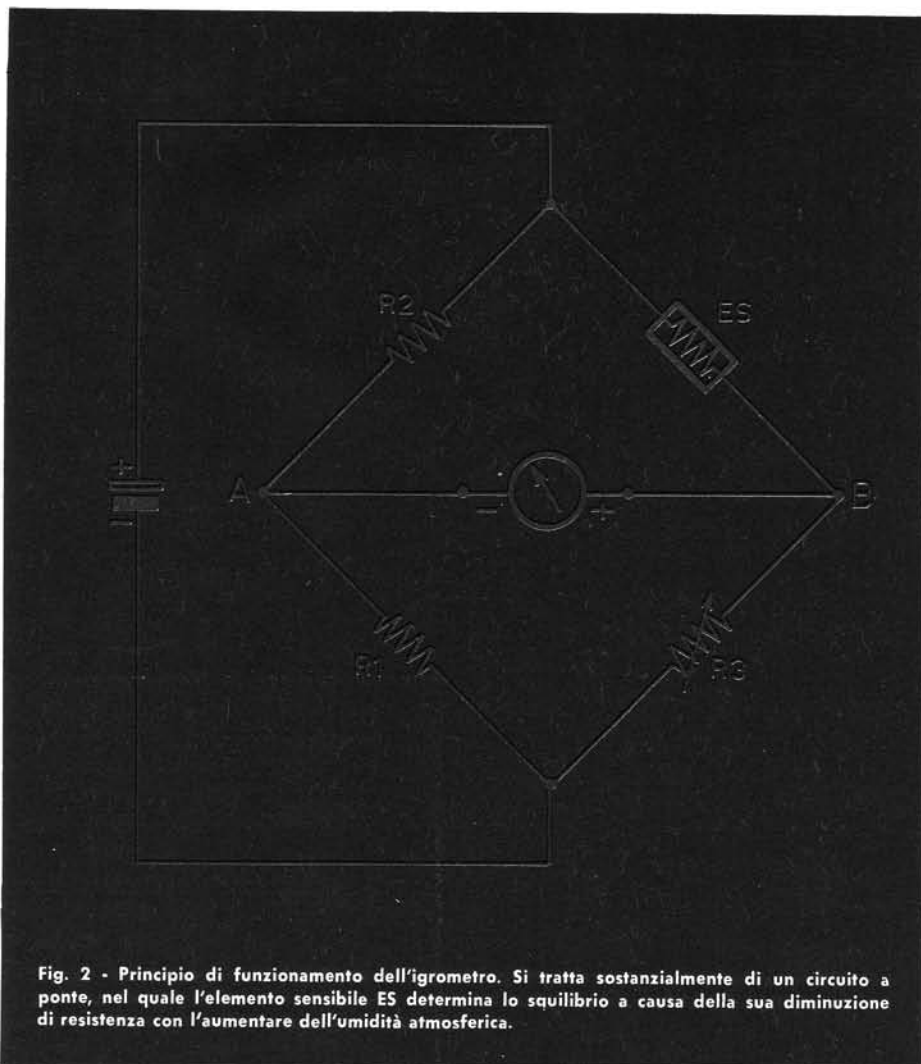 R2
ES
+
-
A
-
+
B
R1
R3
Fig. 2 - Principio di funzionamento dell'igrometro. Si tratta sostanzialmente di un circuito a
ponte, nel quale l'elemento sensibile ES determina lo squilibrio a causa della sua diminuzione
di resistenza con l'aumentare dell'umidità atmosferica.